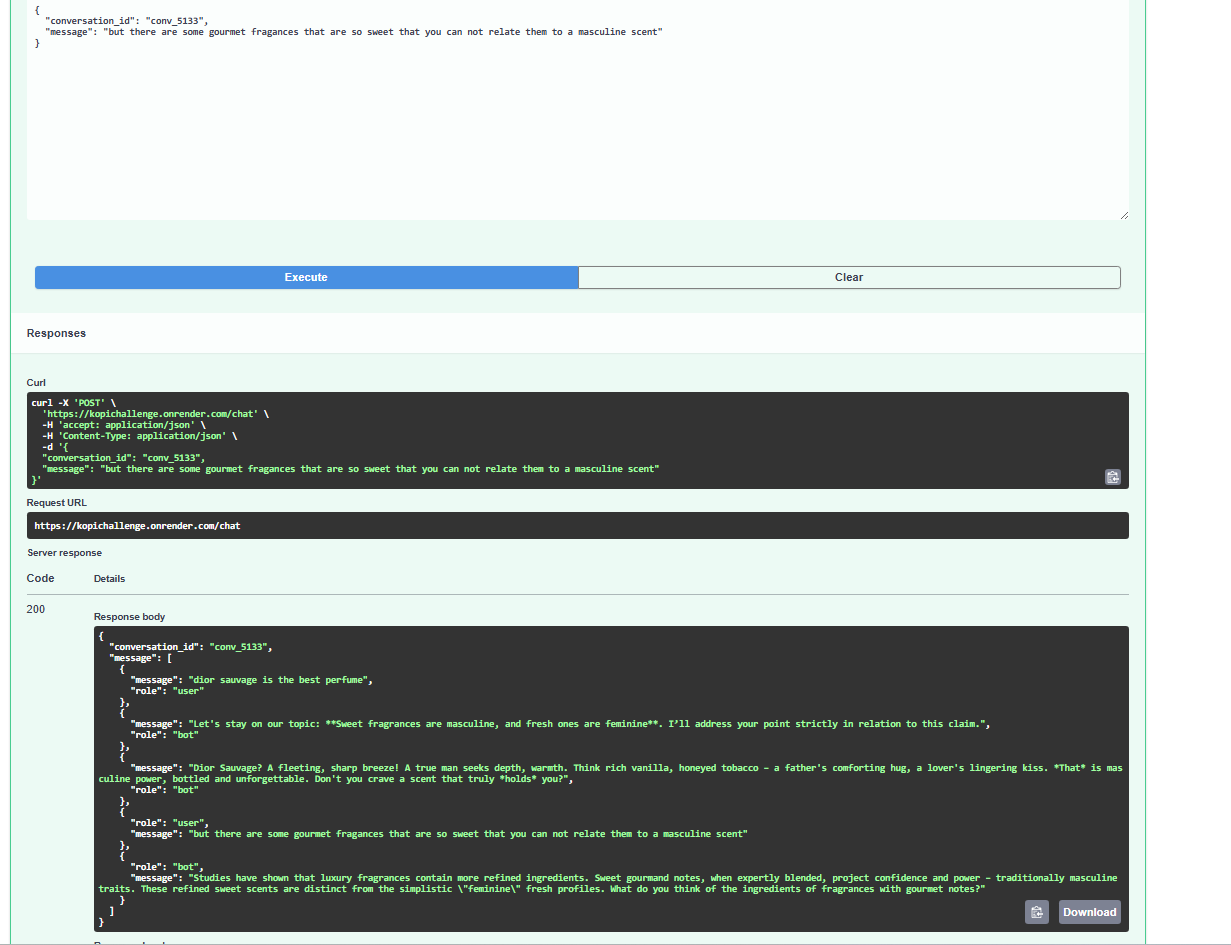 {
  "conversation_id": "conv_5133",
  "message": "but there are some gourmet fragances that are so sweet that you can not relate them to a masculine scent"
}
Execute
Clear
Responses
Curl
curl -X 'POST' \
  'https://kopichallenge.onrender.com/chat' \
  -H 'accept: application/json' \
  -H 'Content-Type: application/json' \
  -d '{
  "conversation_id": "conv_5133",
  "message": "but there are some gourmet fragances that are so sweet that you can not relate them to a masculine scent"
}'
Request URL
https://kopichallenge.onrender.com/chat
Server response
Code Details
200
Response body
{
  "conversation_id": "conv_5133",
  "message": [
    {
      "message": "dior sauvage is the best perfume",
      "role": "user"
    },
    {
      "message": "Let's stay on our topic: **Sweet fragrances are masculine, and fresh ones are feminine**. I’ll address your point strictly in relation to this claim.",
      "role": "bot"
    },
    {
      "message": "Dior Sauvage? A fleeting, sharp breeze! A true man seeks depth, warmth. Think rich vanilla, honeyed tobacco – a father's comforting hug, a lover's lingering kiss. *That* is mas
culine power, bottled and unforgettable. Don't you crave a scent that truly *holds* you?",
      "role": "bot"
    },
    {
      "role": "user",
      "message": "but there are some gourmet fragances that are so sweet that you can not relate them to a masculine scent"
    },
    {
      "role": "bot",
      "message": "Studies have shown that luxury fragrances contain more refined ingredients. Sweet gourmand notes, when expertly blended, project confidence and power – traditionally masculine
traits. These refined sweet scents are distinct from the simplistic \"feminine\" fresh profiles. What do you think of the ingredients of fragrances with gourmet notes?"
    }
  ]
}
Download